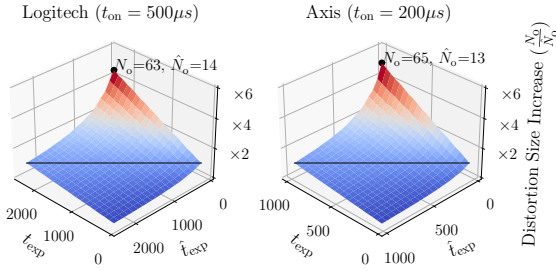 Logitech (t_on = 500μs)
N_o=63, N̂_o=14
×6
×4
×2
2000
1000
0
t_exp
2000
1000
0
t̂_exp
Axis (t_on = 200μs)
N_o=65, N̂_o=13
×6
×4
×2
1000
500
0
t_exp
1000
500
0
t̂_exp
Distortion Size Increase (N_o/N̂_o)